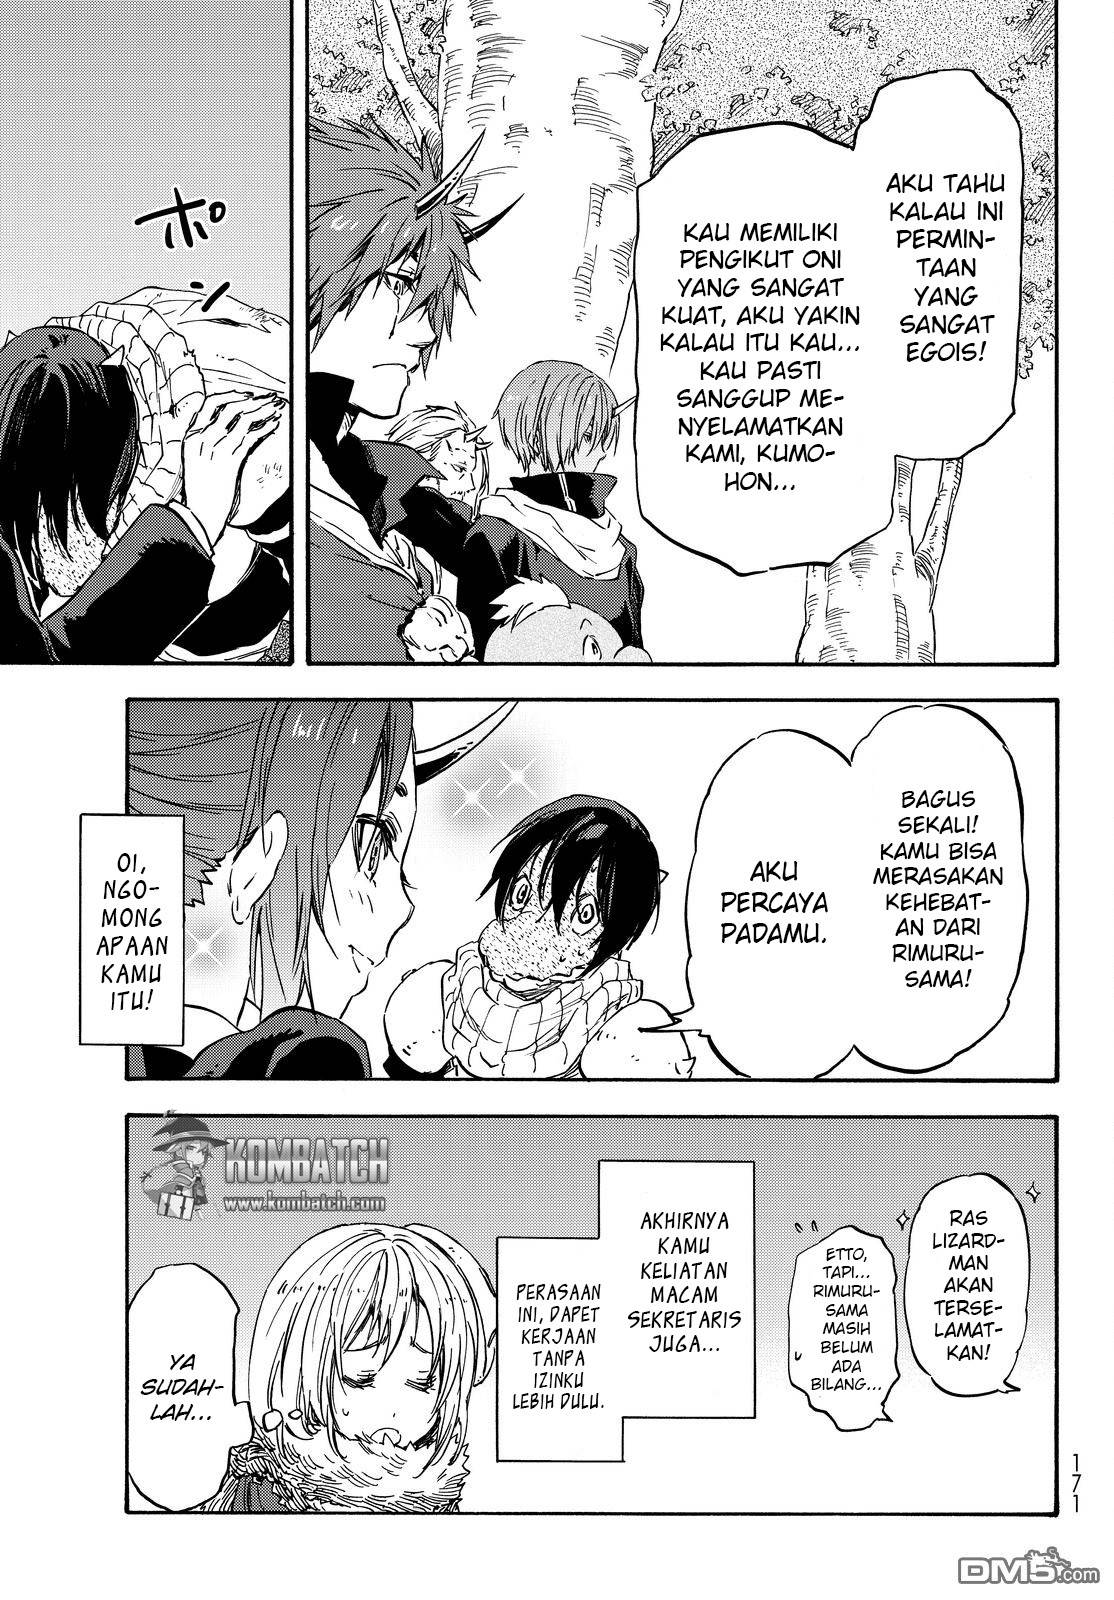 AKU TAHU
KALAU INI
PERMIN-
TAAN
YANG
SANGAT
EGOIS!
KAU MEMILIKI
PENGIKUT ONI
YANG SANGAT
KUAT, AKU YAKIN
KALAU ITU KAU...
KAU PASTI
SANGGUP ME-
NYELAMATKAN
KAMI, KUMO-
HON...
ポン
BAGUS
SEKALI!
KAMU BISA
MERASAKAN
KEHEBAT-
AN DARI
RIMURU-
SAMA!
AKU
PERCAYA
PADAMU.
OI,
NGO-
MONG
APAAN
KAMU
ITU!
RAS
LIZARD-
MAN
AKAN
TERSE-
LAMAT-
KAN!
ETTO,
TAPI...
RIMURU-
SAMA
MASIH
BELUM
ADA
BILANG...
AKHIRNYA
KAMU
KELIATAN
MACAM
SEKRETARIS
JUGA...
PERASAAN
INI, DAPET
KERJAAN
TANPA
IZINKU
LEBIH DULU.
YA
SUDAH-
LAH...
KOMBATCH
www.kombatch.com
171
DM5.com